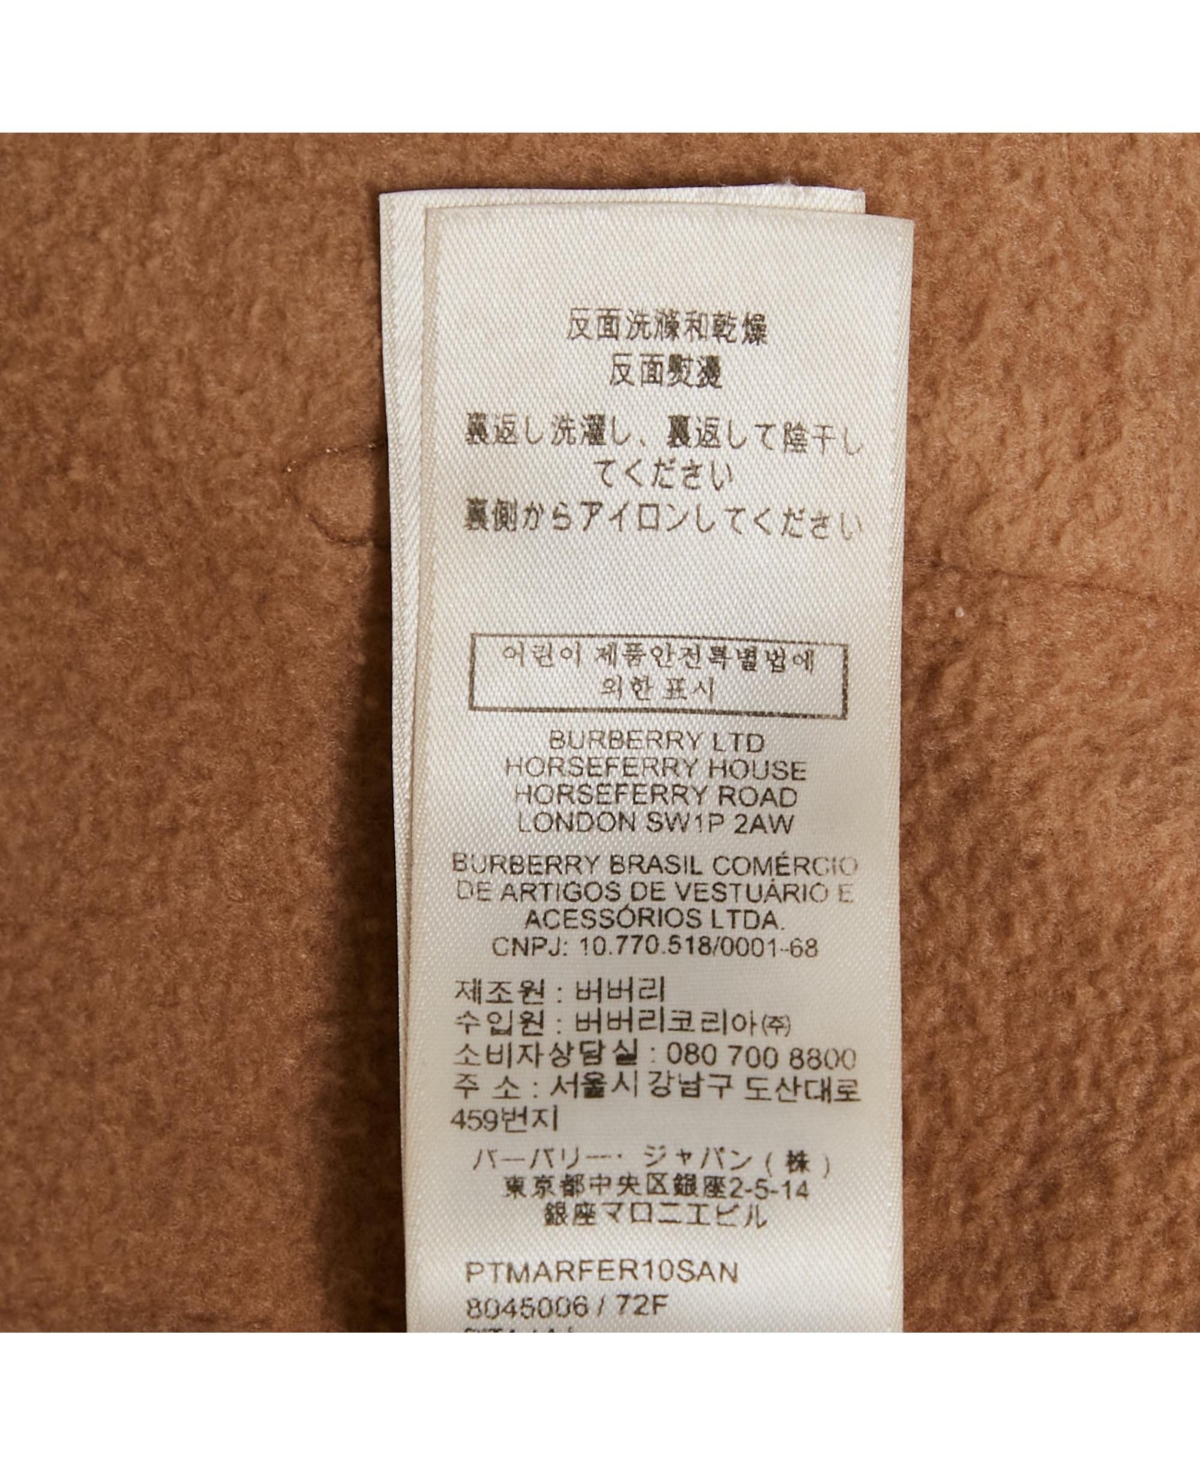 反面洗滌和乾燥
反面熨燙
裏返し洗濯し、裏返して陰干し
てください
裏側からアイロンしてください
어린이 제품안전특별법에
의한 표시
BURBERRY LTD
HORSEFERRY HOUSE
HORSEFERRY ROAD
LONDON SW1P 2AW
BURBERRY BRASIL COMÉRCIO
DE ARTIGOS DE VESTUÁRIO E
ACESSÓRIOS LTDA.
CNPJ: 10.770.518/0001-68
제조원 : 버버리
수입원 : 버버리코리아㈜
소비자상담실 : 080 700 8800
주 소 : 서울시 강남구 도산대로
459번지
バーバリー・ジャパン ( 株 )
東京都中央区銀座2-5-14
銀座マロニエビル
PTMARFER10SAN
8045006 / 72F